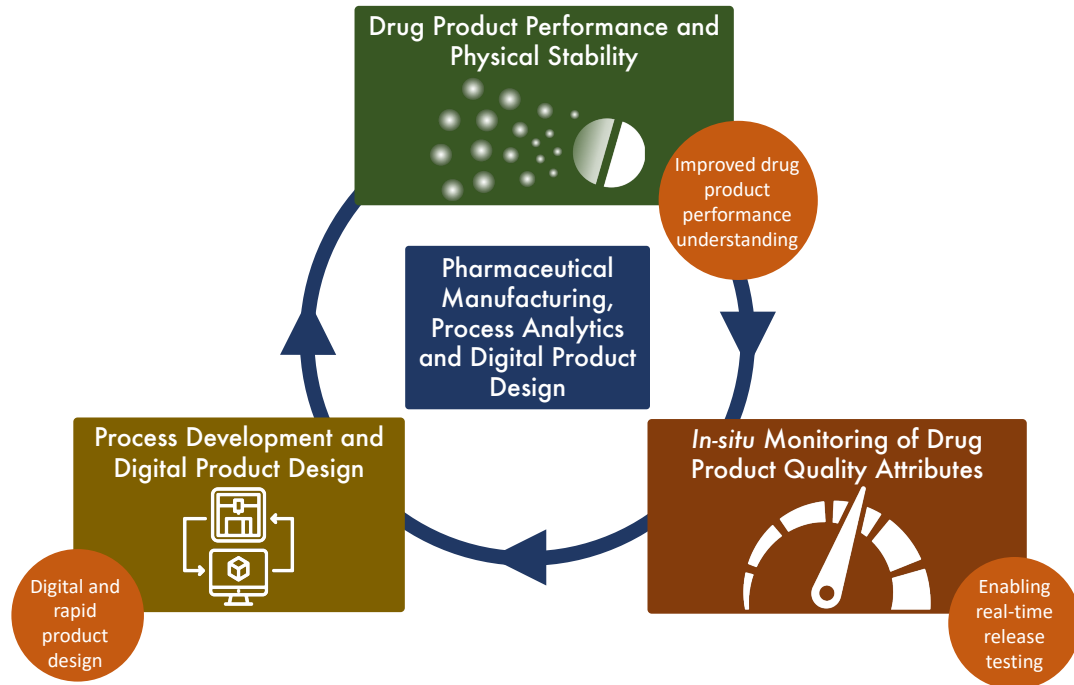 Drug Product Performance and
Physical Stability
Improved drug
product
performance
understanding
Pharmaceutical
Manufacturing,
Process Analytics
and Digital Product
Design
Process Development and
Digital Product Design
Digital and
rapid
product
design
In-situ Monitoring of Drug
Product Quality Attributes
Enabling
real-time
release
testing